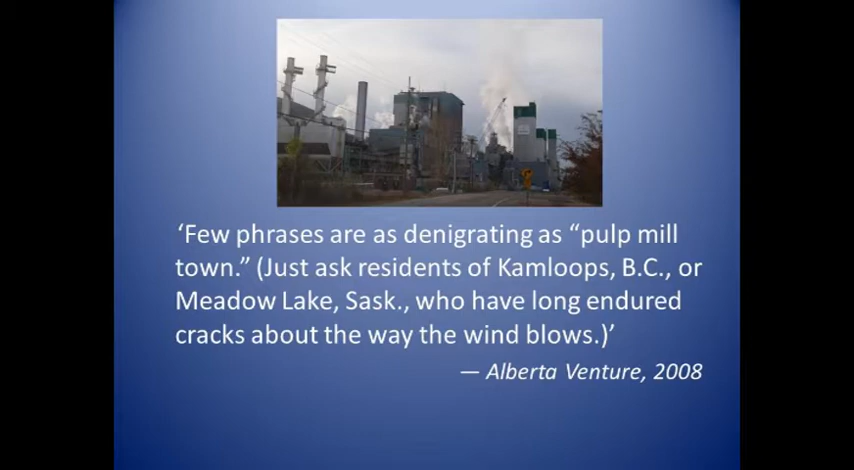 ‘Few phrases are as denigrating as “pulp mill
town.” (Just ask residents of Kamloops, B.C., or
Meadow Lake, Sask., who have long endured
cracks about the way the wind blows.)’
— Alberta Venture, 2008